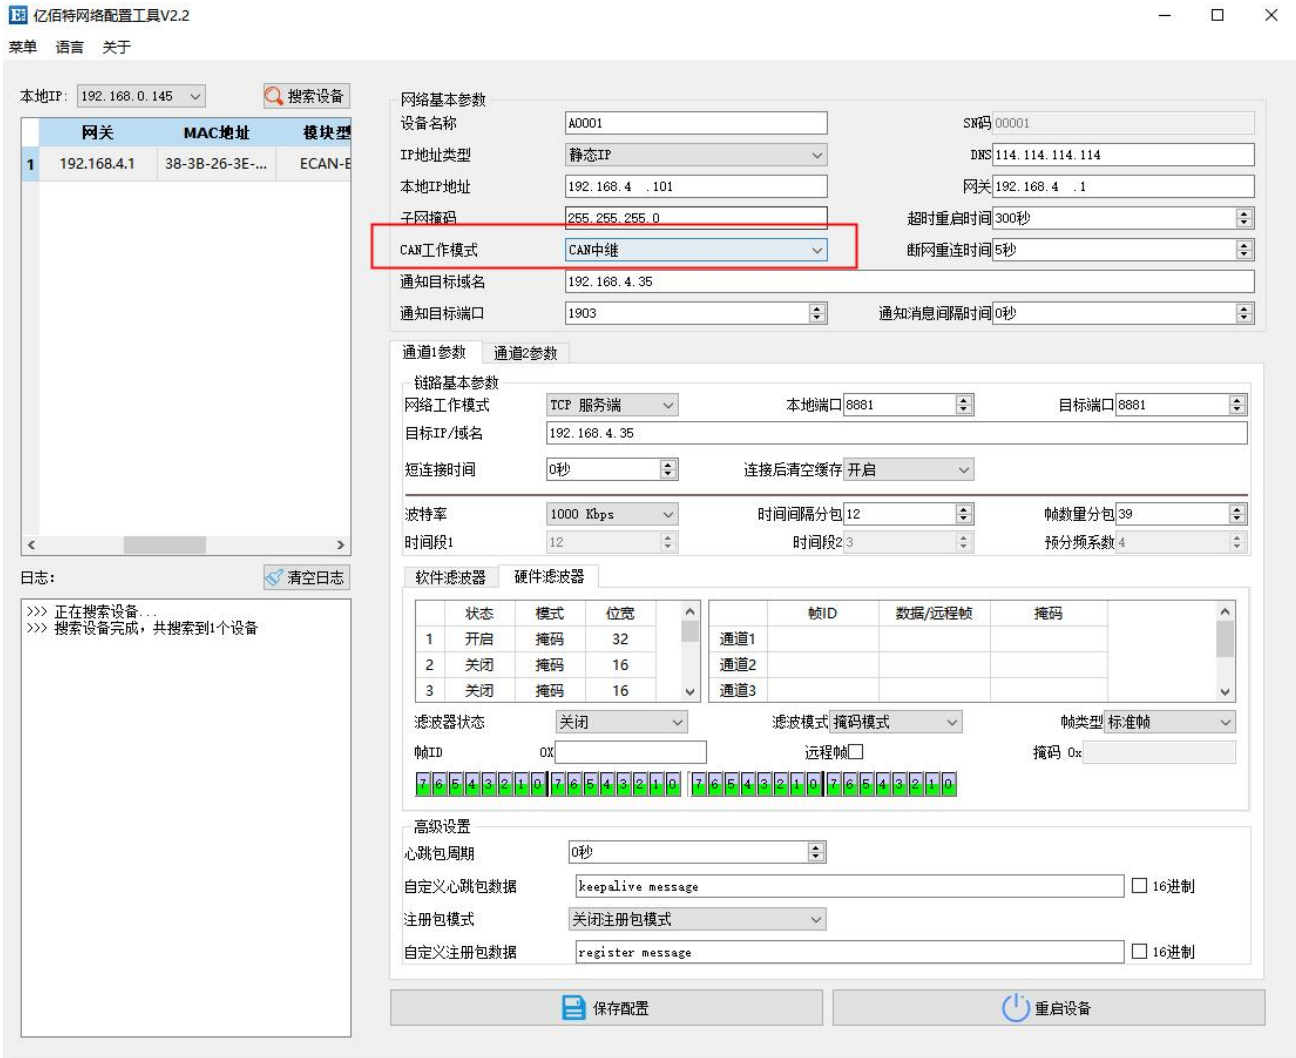 亿佰特网络配置工具V2.2
菜单 语言 关于
本地IP: 192.168.0.145 搜索设备
网关 MAC地址 模块型
1 192.168.4.1 38-3B-26-3E-... ECAN-E
日志: 清空日志
>>> 正在搜索设备...
>>> 搜索设备完成，共搜索到1个设备
网络基本参数
设备名称 A0001 SN码 00001
IP地址类型 静态IP DNS 114.114.114.114
本地IP地址 192.168.4 .101 网关 192.168.4 .1
子网掩码 255.255.255.0 超时重启时间 300秒
CAN工作模式 CAN中继 断网重连时间 5秒
通知目标域名 192.168.4.35
通知目标端口 1903 通知消息间隔时间 0秒
通道1参数 通道2参数
链路基本参数
网络工作模式 TCP 服务端 本地端口 8881 目标端口 8881
目标IP/域名 192.168.4.35
短连接时间 0秒 连接后清空缓存 开启
波特率 1000 Kbps 时间间隔分包 12 帧数量分包 39
时间段1 12 时间段2 3 预分频系数 4
软件滤波器 硬件滤波器
状态 模式 位宽 帧ID 数据/远程帧 掩码
1 开启 掩码 32 通道1
2 关闭 掩码 16 通道2
3 关闭 掩码 16 通道3
滤波器状态 关闭 滤波模式 掩码模式 帧类型 标准帧
帧ID 0X 远程帧 掩码 0x
7 6 5 4 3 2 1 0 7 6 5 4 3 2 1 0 7 6 5 4 3 2 1 0 7 6 5 4 3 2 1 0
高级设置
心跳包周期 0秒
自定义心跳包数据 keepalive message 16进制
注册包模式 关闭注册包模式
自定义注册包数据 register message 16进制
保存配置 重启设备